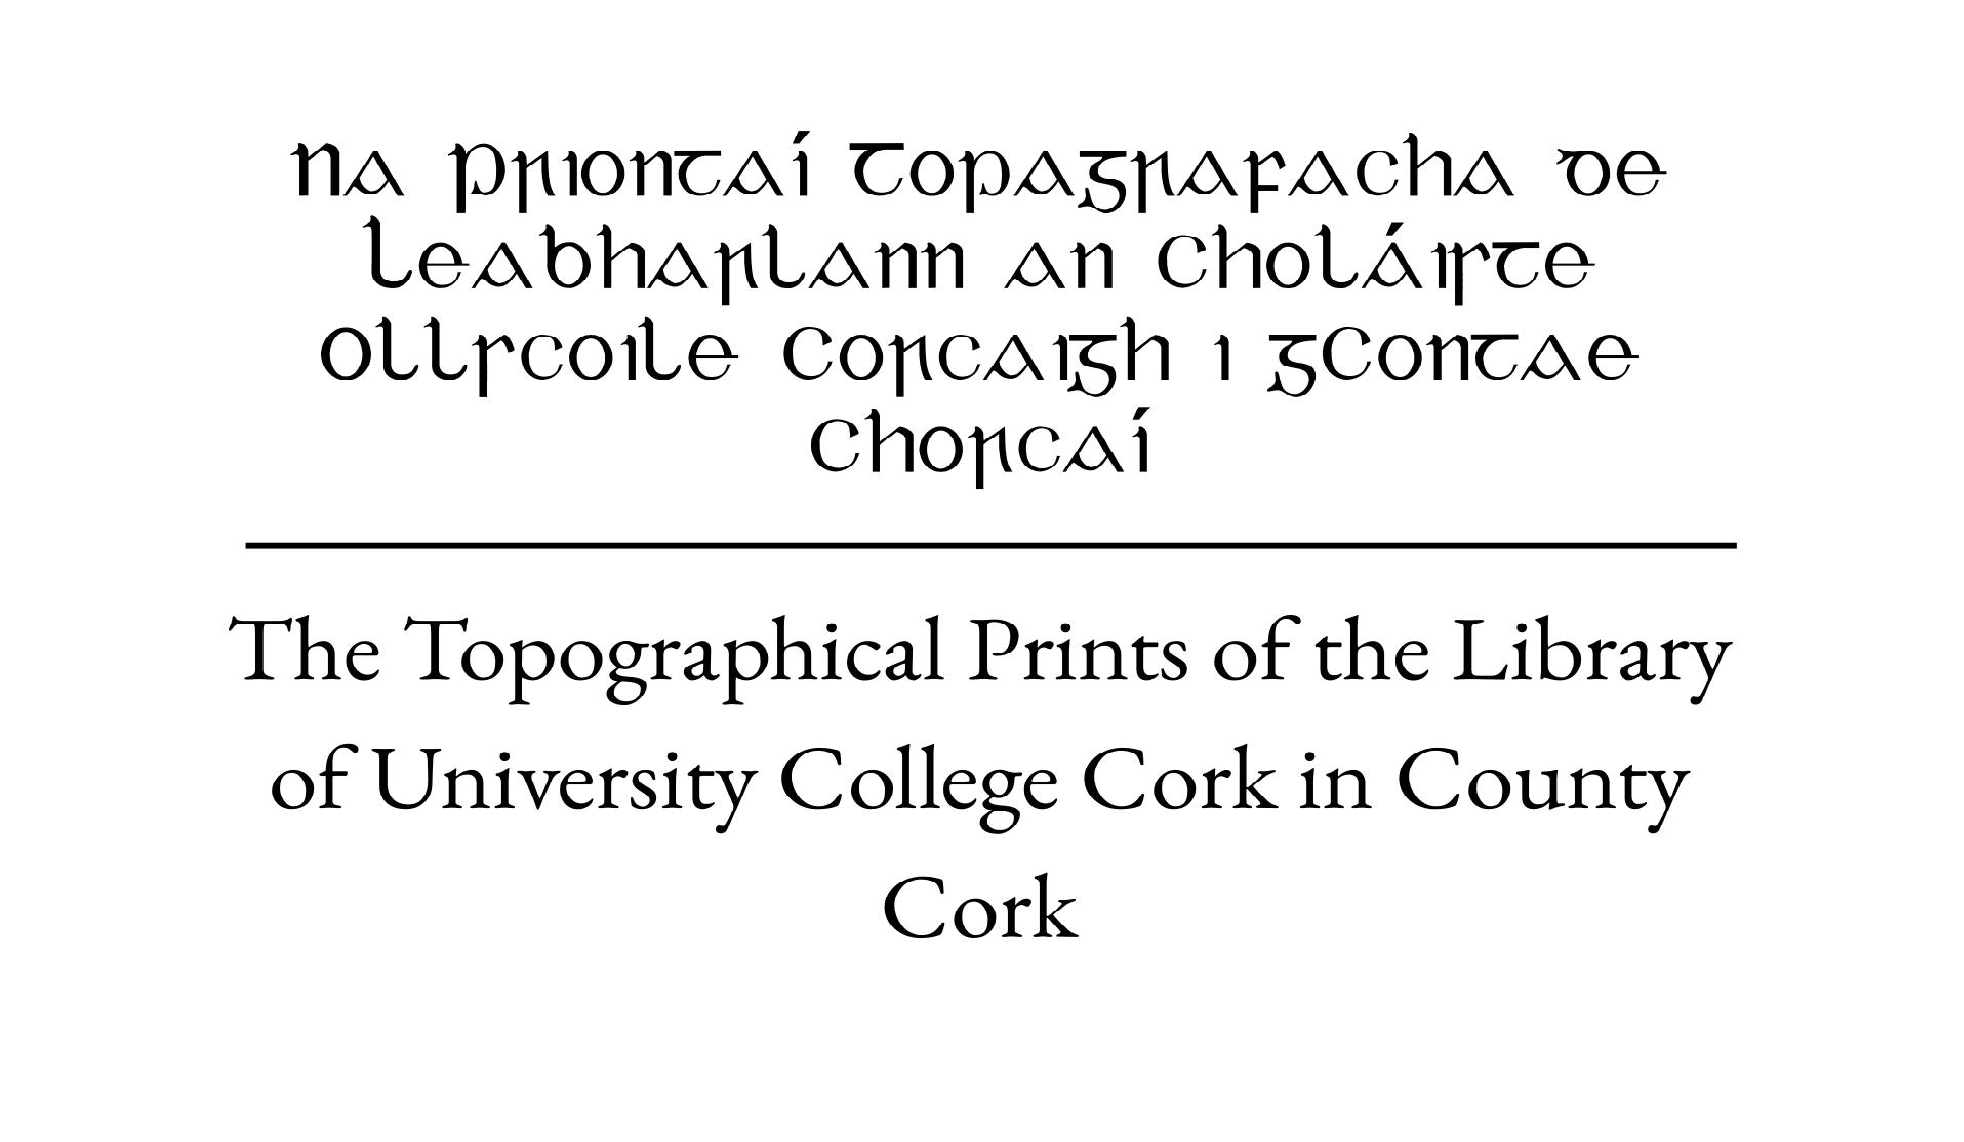 Na Priontaí Topagrafacha de
Leabharlann an Choláiste
Ollscoile Corcaigh i gContae
Chorcaí
The Topographical Prints of the Library
of University College Cork in County
Cork